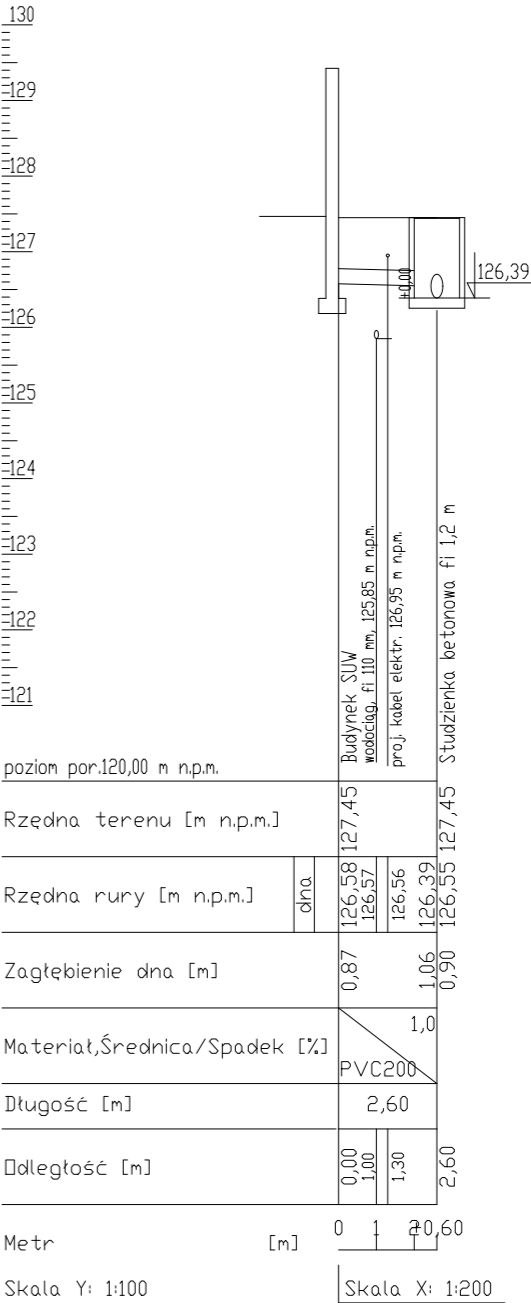 130
129
128
127
126
125
124
123
122
121
±0,00
126,39
Budynek SUW
wodociąg, fi 110 mm, 125,85 m n.p.m.
proj. kabel elektr. 126,95 m n.p.m.
Studzienka betonowa fi 1,2 m
poziom por.120,00 m n.p.m.
Rzędna terenu [m n.p.m.] 127,45 127,45
Rzędna rury [m n.p.m.] dna 126,58 126,57 126,56 126,39 126,55
Zagłębienie dna [m] 0,87 1,06 0,90
Materiał,Średnica/Spadek [%] PVC200 1,0
Długość [m] 2,60
Odległość [m] 0,00 1,00 1,30 2,60
Metr [m] 0 1 2 +0,60
Skala Y: 1:100 Skala X: 1:200